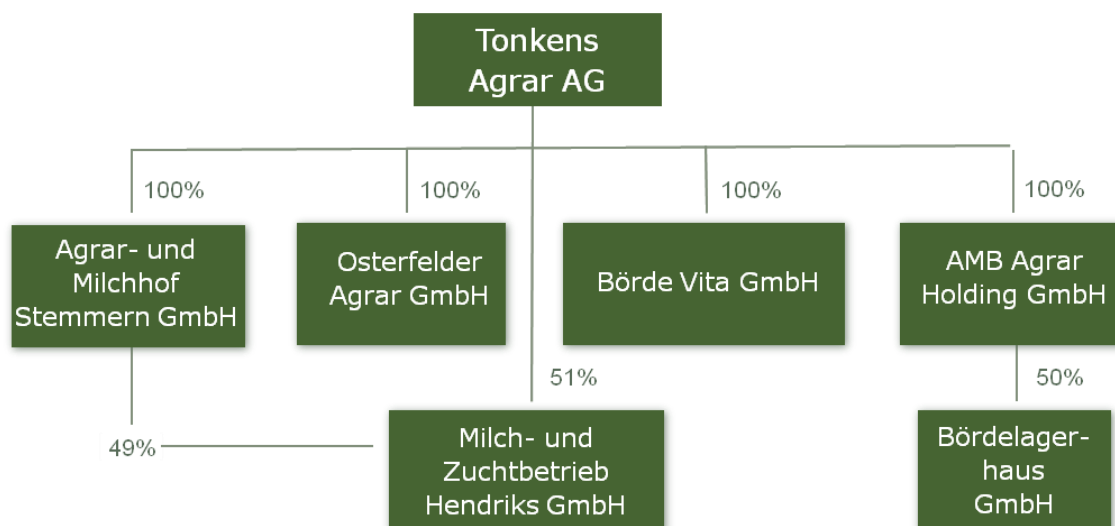 Tonkens
Agrar AG
100%
100%
100%
100%
Agrar- und
Milchhof
Stemmern GmbH
Osterfelder
Agrar GmbH
Börde Vita GmbH
AMB Agrar
Holding GmbH
51%
50%
49%
Milch- und
Zuchtbetrieb
Hendriks GmbH
Bördelager-
haus
GmbH